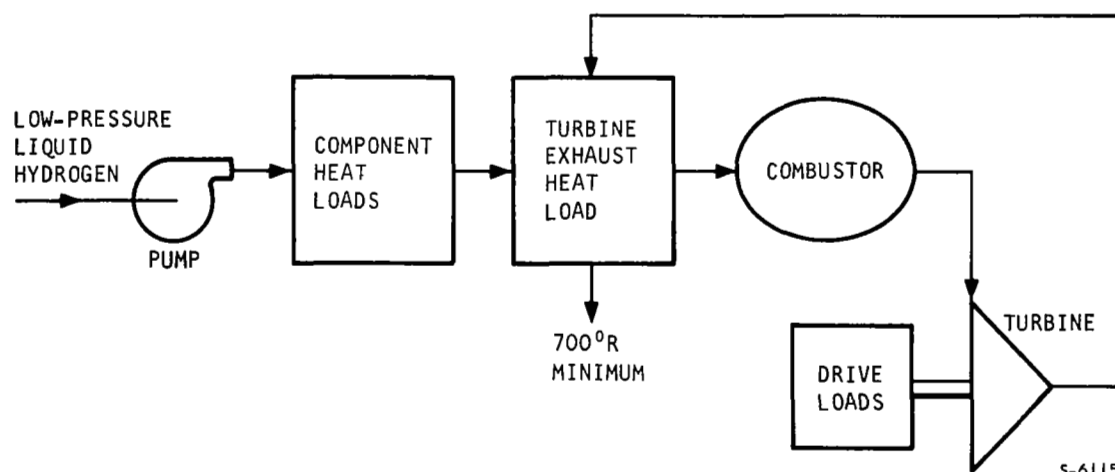 LOW-PRESSURE
LIQUID
HYDROGEN
PUMP
COMPONENT
HEAT
LOADS
TURBINE
EXHAUST
HEAT
LOAD
COMBUSTOR
700°R
MINIMUM
TURBINE
DRIVE
LOADS